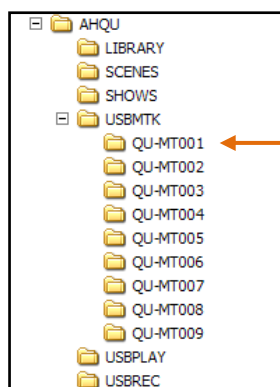 AHQU
LIBRARY
SCENES
SHOWS
USBMTK
QU-MT001
QU-MT002
QU-MT003
QU-MT004
QU-MT005
QU-MT006
QU-MT007
QU-MT008
QU-MT009
USBPLAY
USBREC